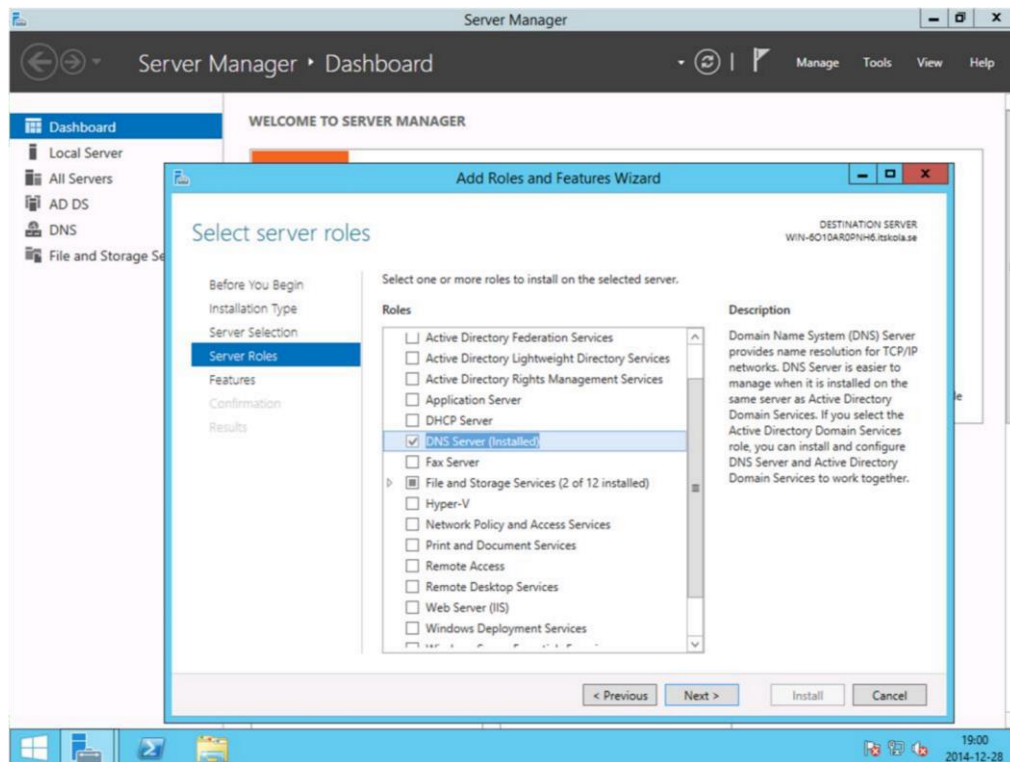 Server Manager
Server Manager • Dashboard
Manage Tools View Help
Dashboard
Local Server
All Servers
AD DS
DNS
File and Storage Se
WELCOME TO SERVER MANAGER
Add Roles and Features Wizard
Select server roles
DESTINATION SERVER
WIN-6O10AR0PNH6.itskola.se
Before You Begin
Installation Type
Server Selection
Server Roles
Features
Confirmation
Results
Select one or more roles to install on the selected server.
Roles
Active Directory Federation Services
Active Directory Lightweight Directory Services
Active Directory Rights Management Services
Application Server
DHCP Server
DNS Server (Installed)
Fax Server
File and Storage Services (2 of 12 installed)
Hyper-V
Network Policy and Access Services
Print and Document Services
Remote Access
Remote Desktop Services
Web Server (IIS)
Windows Deployment Services
Description
Domain Name System (DNS) Server
provides name resolution for TCP/IP
networks. DNS Server is easier to
manage when it is installed on the
same server as Active Directory
Domain Services. If you select the
Active Directory Domain Services
role, you can install and configure
DNS Server and Active Directory
Domain Services to work together.
< Previous Next > Install Cancel
19:00
2014-12-28